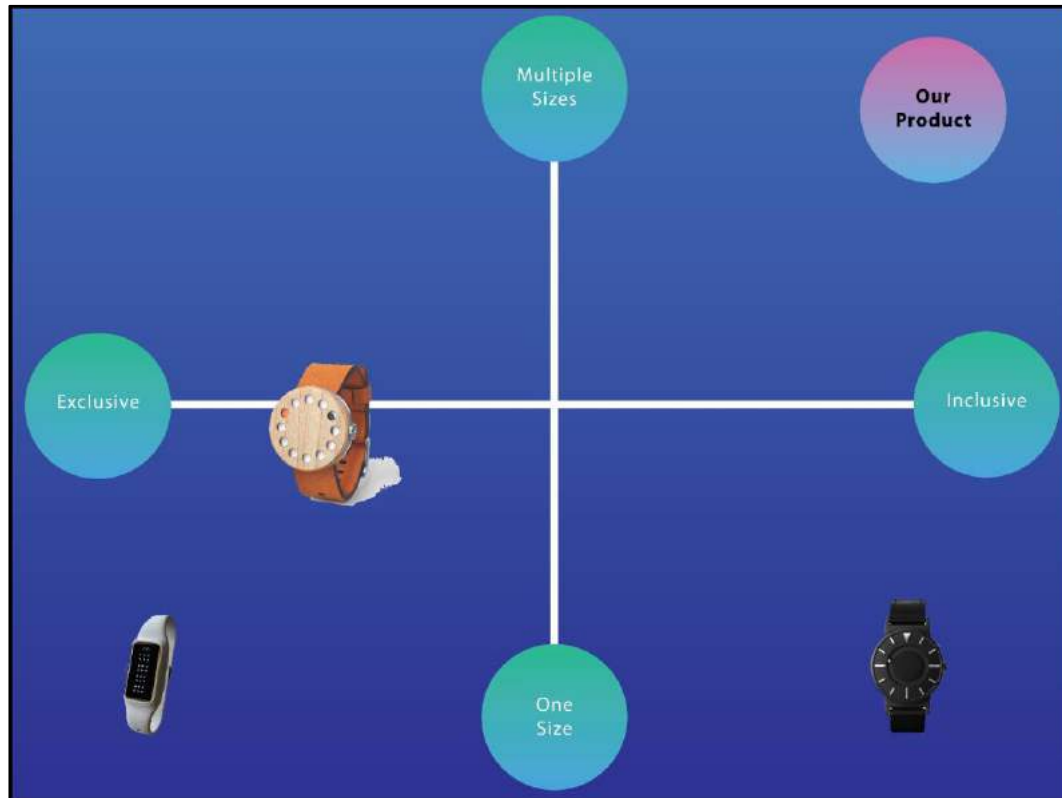 Multiple
Sizes
Our
Product
Exclusive
Inclusive
One
Size